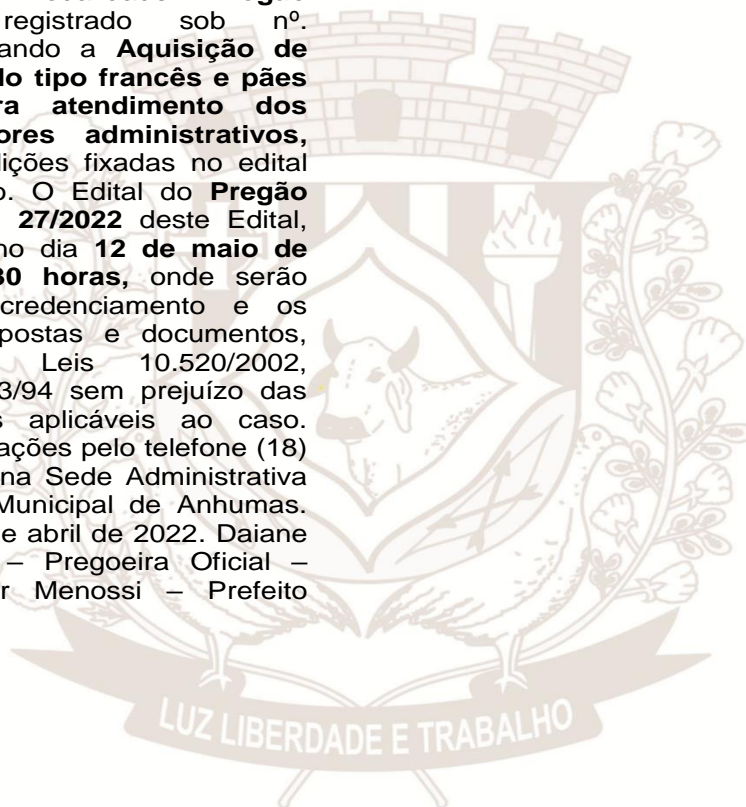 registrado sob nº.
ando a Aquisição de
do tipo francês e pães
ra atendimento dos
ores administrativos,
lições fixadas no edital
o. O Edital do Pregão
27/2022 deste Edital,
no dia 12 de maio de
30 horas, onde serão
credenciamento e os
postas e documentos,
Leis 10.520/2002,
3/94 sem prejuízo das
s aplicáveis ao caso.
ações pelo telefone (18)
na Sede Administrativa
Municipal de Anhumas.
e abril de 2022. Daiane
– Pregoeira Oficial –
r Menossi – Prefeito
LUZ LIBERDADE E TRABALHO